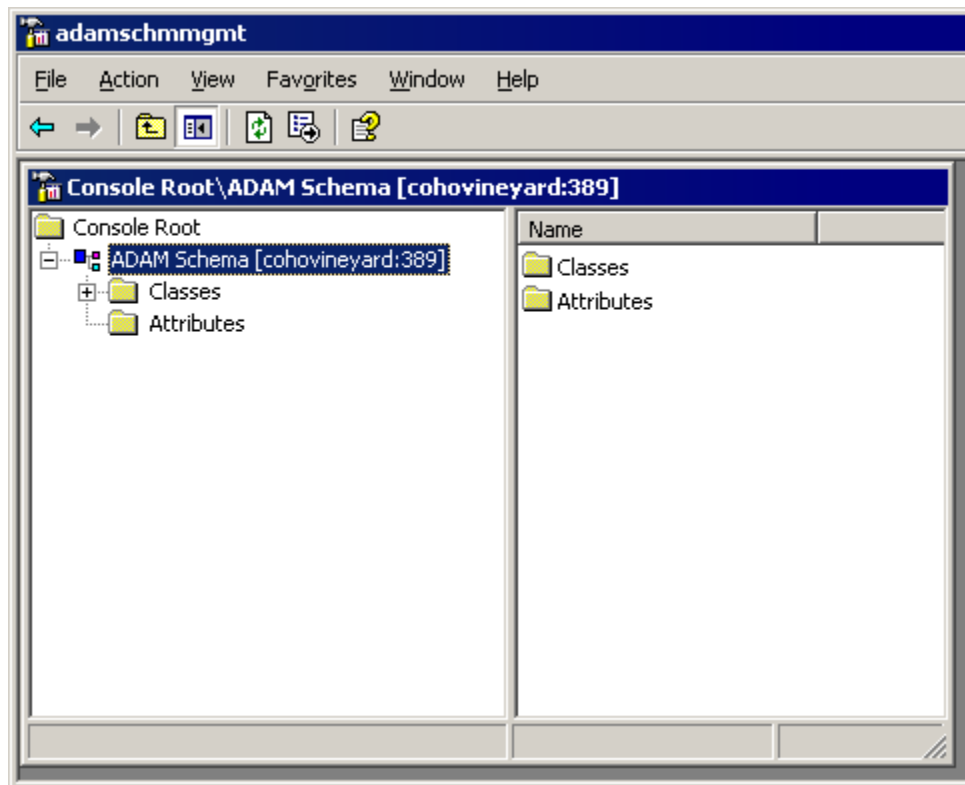 adamschmmgmt
File Action View Favorites Window Help
Console Root\ADAM Schema [cohovineyard:389]
Console Root
ADAM Schema [cohovineyard:389]
Classes
Attributes
Name
Classes
Attributes